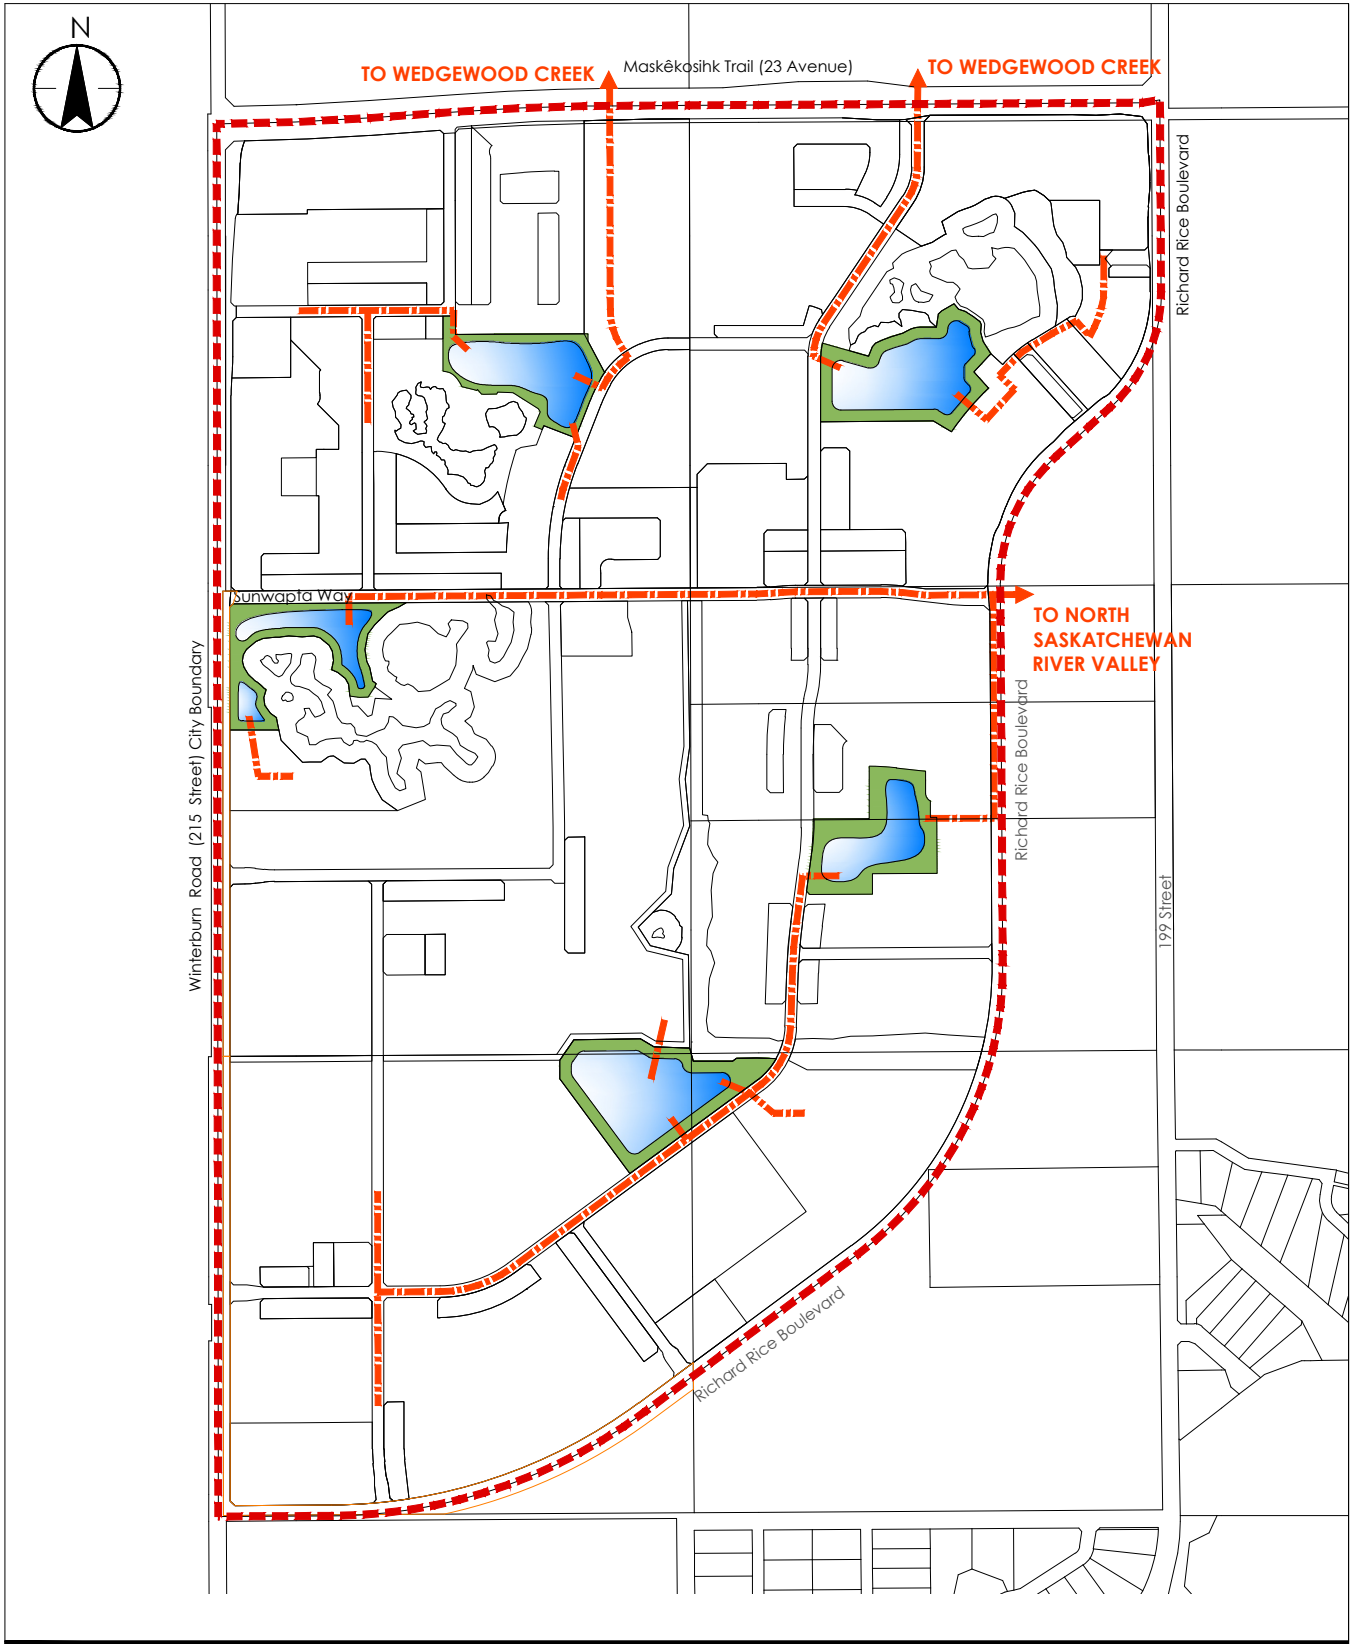 N
TO WEDGEWOOD CREEK
Maskêkosihk Trail (23 Avenue)
TO WEDGEWOOD CREEK
Richard Rice Boulevard
Sunwapta Way
TO NORTH
SASKATCHEWAN
RIVER VALLEY
Winterburn Road (215 Street) City Boundary
Richard Rice Boulevard
199 Street
Richard Rice Boulevard